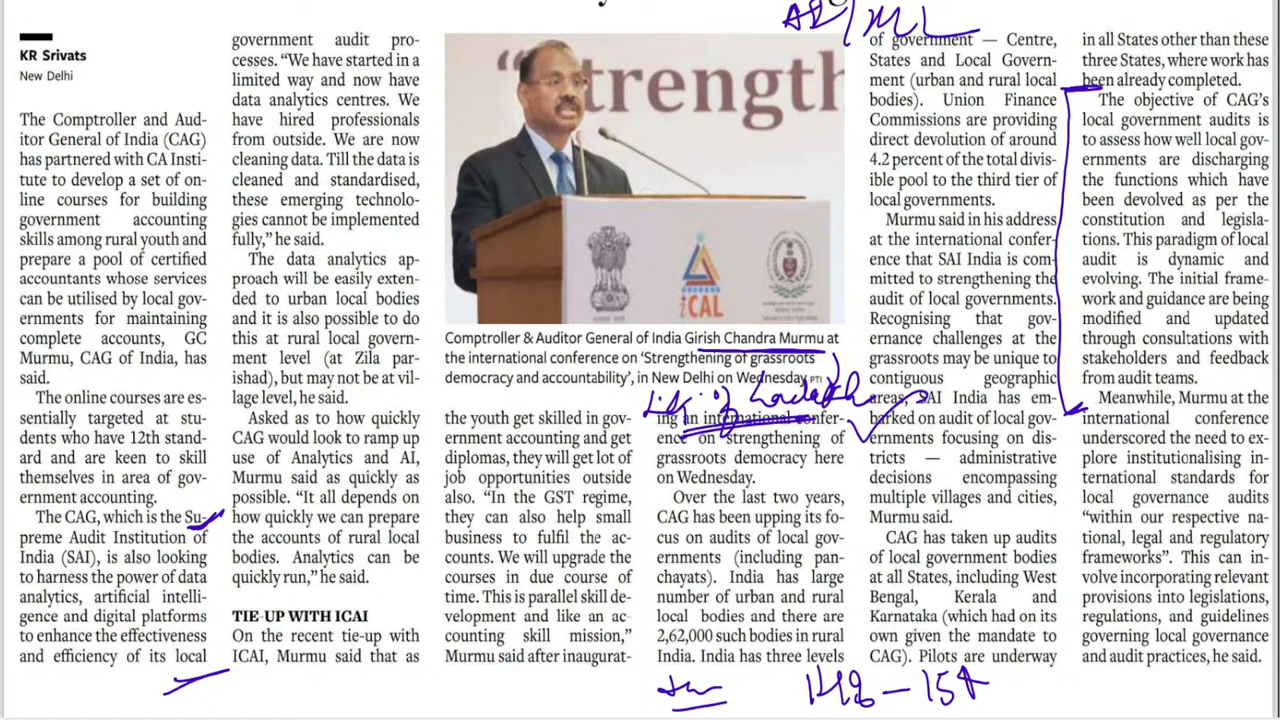 KR Srivats
New Delhi
The Comptroller and Aud-
itor General of India (CAG)
has partnered with CA Insti-
tute to develop a set of on-
line courses for building
government accounting
skills among rural youth and
prepare a pool of certified
accountants whose services
can be utilised by local gov-
ernments for maintaining
complete accounts, GC
Murmu, CAG of India, has
said.
The online courses are es-
sentially targeted at stu-
dents who have 12th stand-
ard and are keen to skill
themselves in area of gov-
ernment accounting.
The CAG, which is the Su-
preme Audit Institution of
India (SAI), is also looking
to harness the power of data
analytics, artificial intelli-
gence and digital platforms
to enhance the effectiveness
and efficiency of its local
government audit pro-
cesses. “We have started in a
limited way and now have
data analytics centres. We
have hired professionals
from outside. We are now
cleaning data. Till the data is
cleaned and standardised,
these emerging technolo-
gies cannot be implemented
fully,” he said.
The data analytics ap-
proach will be easily exten-
ded to urban local bodies
and it is also possible to do
this at rural local govern-
ment level (at Zila par-
ishad), but may not be at vil-
lage level, he said.
Asked as to how quickly
CAG would look to ramp up
use of Analytics and AI,
Murmu said as quickly as
possible. “It all depends on
how quickly we can prepare
the accounts of rural local
bodies. Analytics can be
quickly run,” he said.
TIE-UP WITH ICAI
On the recent tie-up with
ICAI, Murmu said that as
“Strength
iCAL
Comptroller & Auditor General of India Girish Chandra Murmu at
the international conference on ‘Strengthening of grassroots
democracy and accountability’, in New Delhi on Wednesday PTI
the youth get skilled in gov-
ernment accounting and get
diplomas, they will get lot of
job opportunities outside
also. “In the GST regime,
they can also help small
business to fulfil the ac-
counts. We will upgrade the
courses in due course of
time. This is parallel skill de-
velopment and like an ac-
counting skill mission,”
Murmu said after inaugurat-
of Ladakh
ing an international confer-
ence on strengthening of
grassroots democracy here
on Wednesday.
Over the last two years,
CAG has been upping its fo-
cus on audits of local gov-
ernments (including pan-
chayats). India has large
number of urban and rural
local bodies and there are
2,62,000 such bodies in rural
India. India has three levels
AI/ML
of government — Centre,
States and Local Govern-
ment (urban and rural local
bodies). Union Finance
Commissions are providing
direct devolution of around
4.2 percent of the total divis-
ible pool to the third tier of
local governments.
Murmu said in his address
at the international confer-
ence that SAI India is com-
mitted to strengthening the
audit of local governments.
Recognising that gov-
ernance challenges at the
grassroots may be unique to
contiguous geographic
areas, SAI India has em-
barked on audit of local gov-
ernments focusing on dis-
tricts — administrative
decisions encompassing
multiple villages and cities,
Murmu said.
CAG has taken up audits
of local government bodies
at all States, including West
Bengal, Kerala and
Karnataka (which had on its
own given the mandate to
CAG). Pilots are underway
in all States other than these
three States, where work has
been already completed.
The objective of CAG’s
local government audits is
to assess how well local gov-
ernments are discharging
the functions which have
been devolved as per the
constitution and legisla-
tions. This paradigm of local
audit is dynamic and
evolving. The initial frame-
work and guidance are being
modified and updated
through consultations with
stakeholders and feedback
from audit teams.
Meanwhile, Murmu at the
international conference
underscored the need to ex-
plore institutionalising in-
ternational standards for
local governance audits
“within our respective na-
tional, legal and regulatory
frameworks”. This can in-
volve incorporating relevant
provisions into legislations,
regulations, and guidelines
governing local governance
and audit practices, he said.